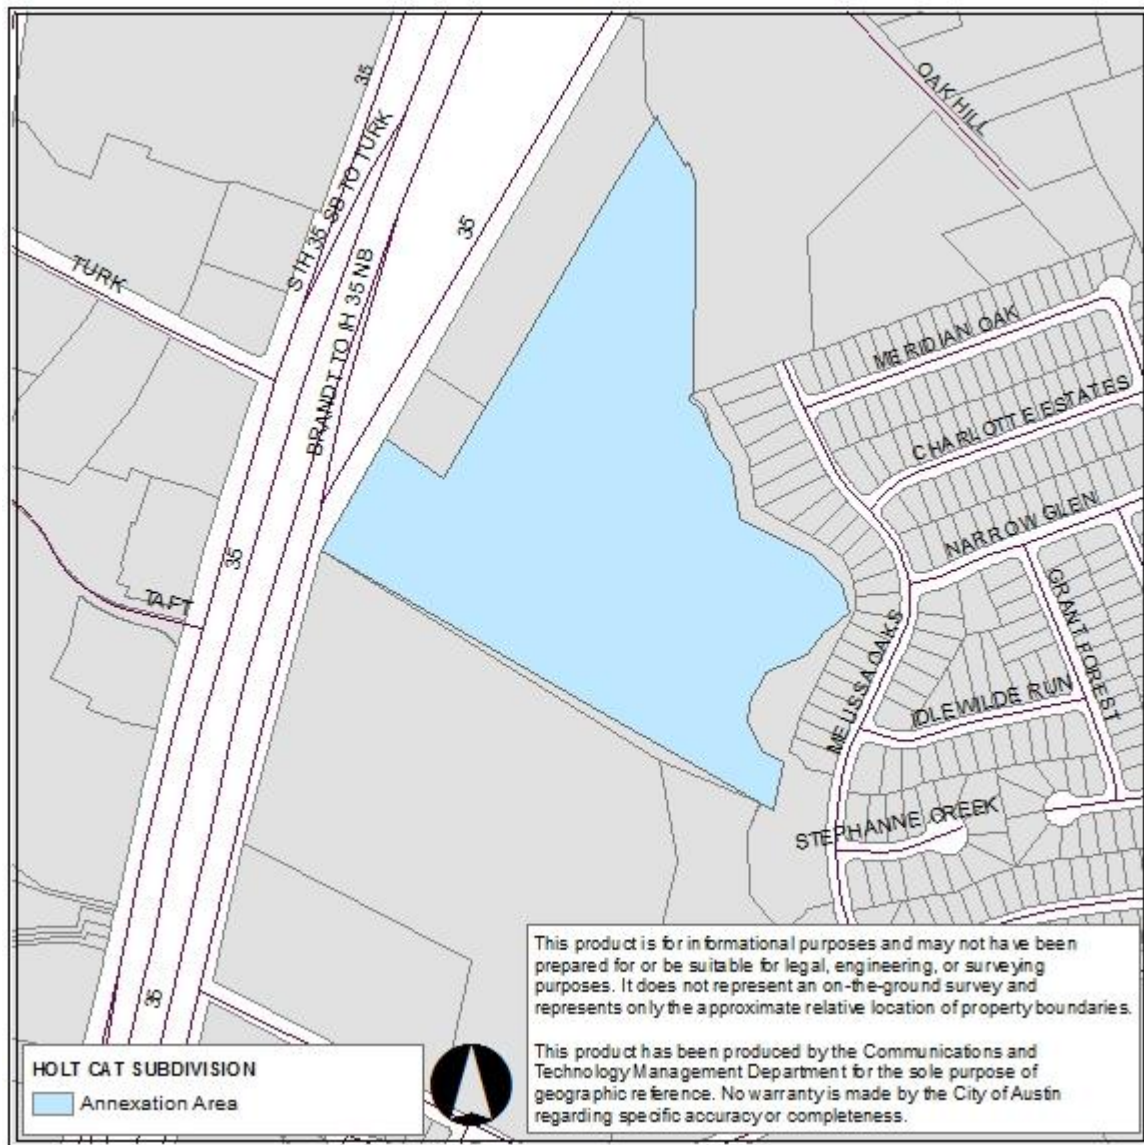 35
OAK HILL
S IH 35 SB TO TURK
35
BRANDT TO IH 35 NB
TURK
MERIDIAN OAK
CHARLOTTE ESTATES
NARROW GLEN
35
TAFT
GRANT FOREST
MELISSA OAKS
IDLEWILDE RUN
STEPHANNE CREEK
35
This product is for informational purposes and may not have been
prepared for or be suitable for legal, engineering, or surveying
purposes. It does not represent an on-the-ground survey and
represents only the approximate relative location of property boundaries.
This product has been produced by the Communications and
Technology Management Department for the sole purpose of
geographic reference. No warranty is made by the City of Austin
regarding specific accuracy or completeness.
HOLT CAT SUBDIVISION
Annexation Area